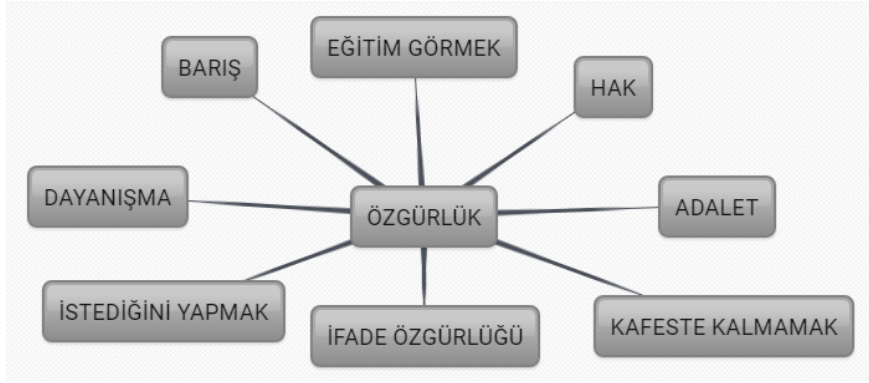 EĞİTİM GÖRMEK
BARIŞ
HAK
DAYANIŞMA
ÖZGÜRLÜK
ADALET
İSTEDİĞİNİ YAPMAK
İFADE ÖZGÜRLÜĞÜ
KAFESTE KALMAMAK